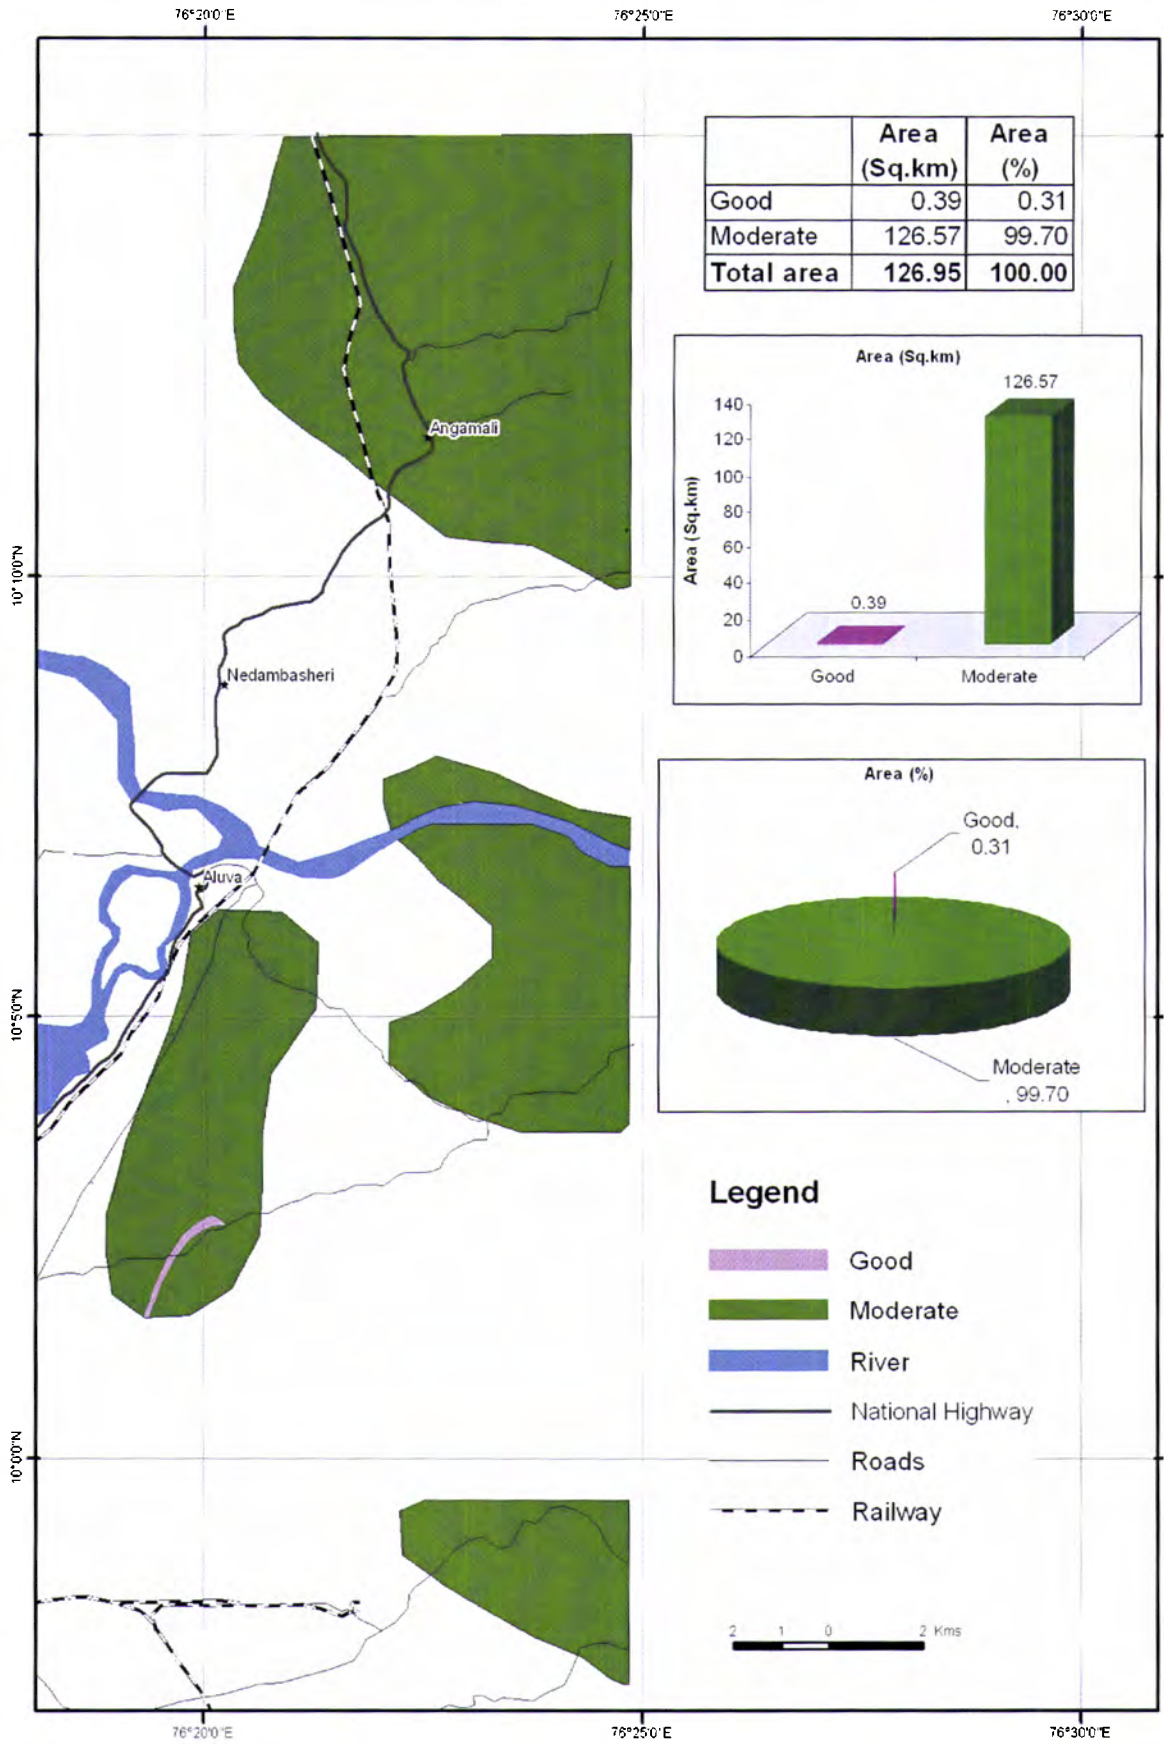 76°20'0"E 76°25'0"E 76°30'0"E
Area (Sq.km) Area (%)
Good 0.39 0.31
Moderate 126.57 99.70
Total area 126.95 100.00
Angamali
10°10'0"N
Nedambasheri
Aluva
10°5'0"N
10°0'0"N
Area (Sq.km)
126.57
140
120
100
80
60
40
20
0
Area (Sq.km)
0.39
Good Moderate
Area (%)
Good,
0.31
Moderate
, 99.70
Legend
Good
Moderate
River
National Highway
Roads
Railway
2 1 0 2 Kms
76°20'0"E 76°25'0"E 76°30'0"E